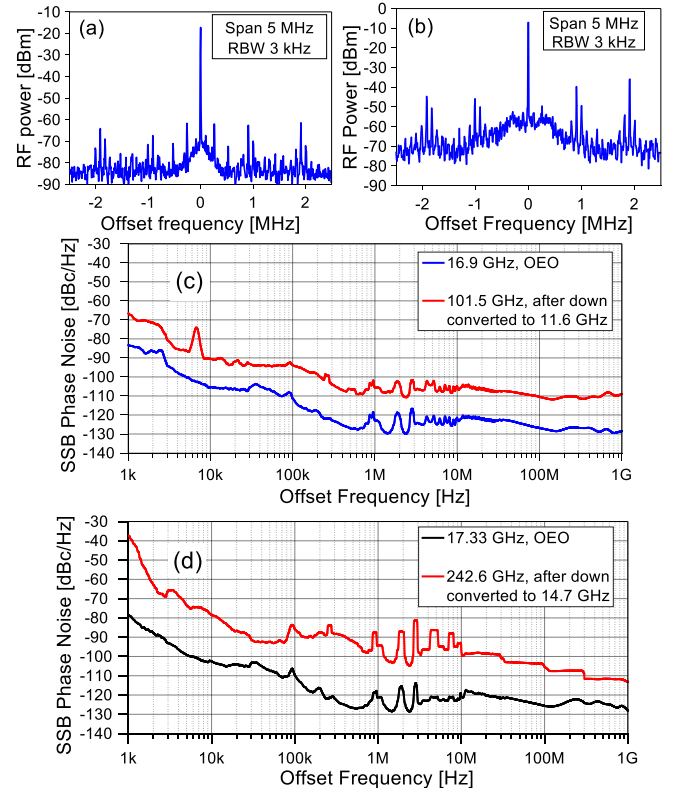 (a)
Span 5 MHz
RBW 3 kHz
RF power [dBm]
-10
-20
-30
-40
-50
-60
-70
-80
-90
-2
-1
0
1
2
Offset frequency [MHz]
(b)
Span 5 MHz
RBW 3 kHz
RF Power [dBm]
0
-10
-20
-30
-40
-50
-60
-70
-80
-90
-2
-1
0
1
2
Offset Frequency [MHz]
(c)
16.9 GHz, OEO
101.5 GHz, after down
converted to 11.6 GHz
SSB Phase Noise [dBc/Hz]
-30
-40
-50
-60
-70
-80
-90
-100
-110
-120
-130
-140
1k
10k
100k
1M
10M
100M
1G
Offset Frequency [Hz]
(d)
17.33 GHz, OEO
242.6 GHz, after down
converted to 14.7 GHz
SSB Phase Noise [dBc/Hz]
-30
-40
-50
-60
-70
-80
-90
-100
-110
-120
-130
-140
1k
10k
100k
1M
10M
100M
1G
Offset Frequency [Hz]